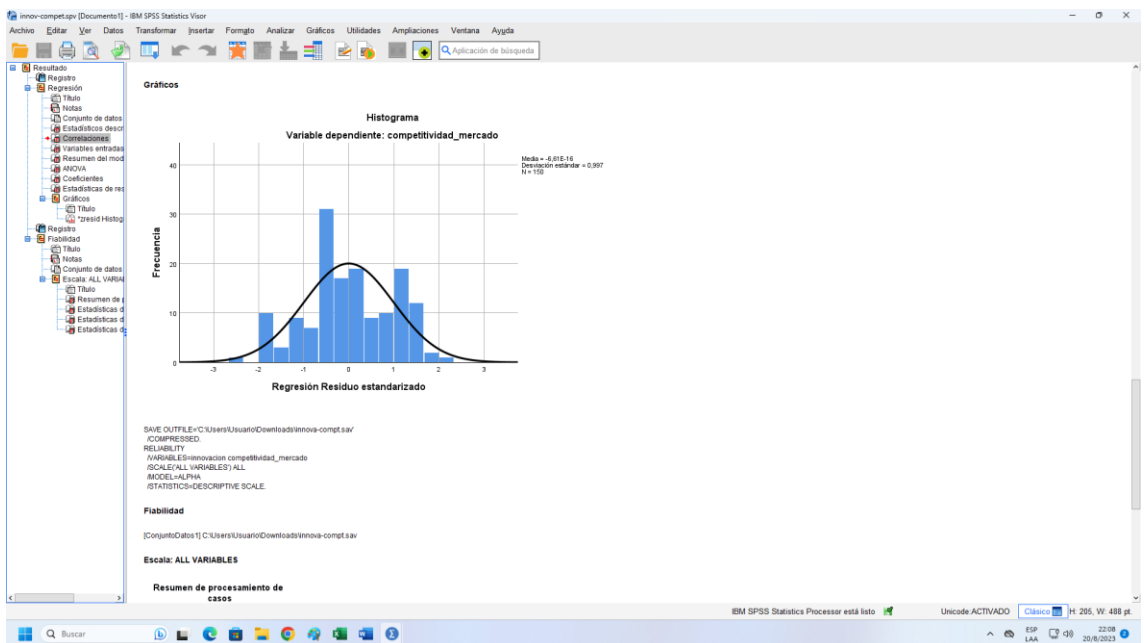 innov-compet.spv [Documento1] - IBM SPSS Statistics Visor
Archivo Editar Ver Datos Transformar Insertar Formato Analizar Gráficos Utilidades Ampliaciones Ventana Ayuda
Aplicación de búsqueda
Resultado
Registro
Regresión
Título
Notas
Conjunto de datos
Estadísticos descr
Correlaciones
Variables entradas
Resumen del mod
ANOVA
Coeficientes
Estadísticas de res
Gráficos
Título
*zresid Histog
Registro
Fiabilidad
Título
Notas
Conjunto de datos
Escala: ALL VARIA
Título
Resumen de p
Estadísticas d
Estadísticas d
Estadísticas d
Gráficos
Histograma
Variable dependiente: competitividad_mercado
Media = -6,61E-16
Desviación estándar = 0,997
N = 150
Frecuencia
40
30
20
10
0
-3 -2 -1 0 1 2 3
Regresión Residuo estandarizado
SAVE OUTFILE='C:\Users\Usuario\Downloads\innova-compt.sav'
/COMPRESSED.
RELIABILITY
/VARIABLES=innovacion competitividad_mercado
/SCALE('ALL VARIABLES') ALL
/MODEL=ALPHA
/STATISTICS=DESCRIPTIVE SCALE.
Fiabilidad
[ConjuntoDatos1] C:\Users\Usuario\Downloads\innova-compt.sav
Escala: ALL VARIABLES
Resumen de procesamiento de
casos
IBM SPSS Statistics Processor está listo
Unicode:ACTIVADO Clásico H: 205, W: 488 pt.
Buscar
ESP
LAA
22:08
20/8/2023